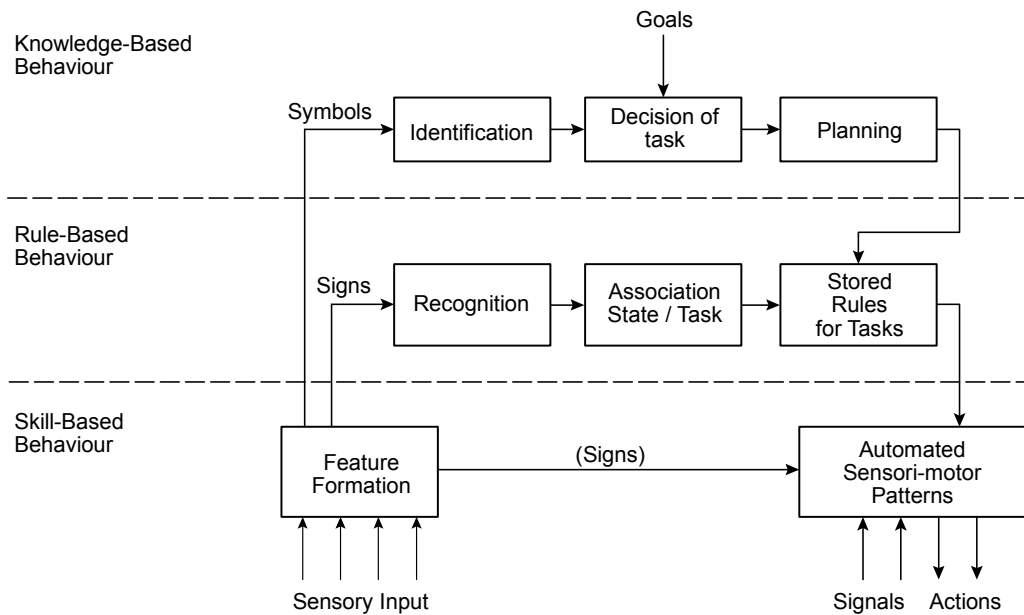 Goals
Knowledge-Based
Behaviour
Symbols
Identification
Decision of
task
Planning
Rule-Based
Behaviour
Signs
Recognition
Association
State / Task
Stored
Rules
for Tasks
Skill-Based
Behaviour
Feature
Formation
(Signs)
Automated
Sensori-motor
Patterns
Sensory Input
Signals
Actions